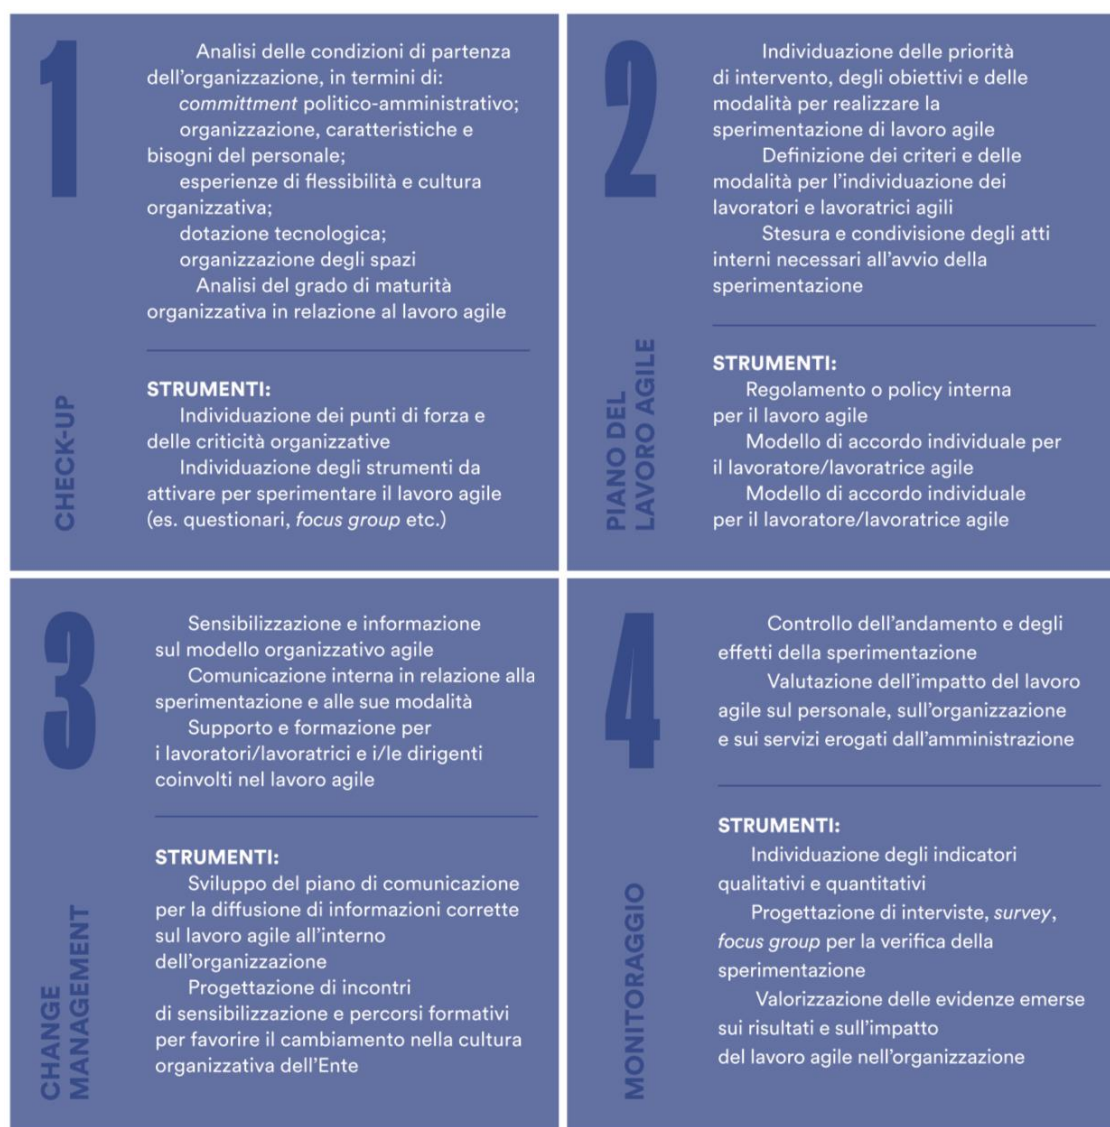 1
Analisi delle condizioni di partenza
dell'organizzazione, in termini di:
committment politico-amministrativo;
organizzazione, caratteristiche e
bisogni del personale;
esperienze di flessibilità e cultura
organizzativa;
dotazione tecnologica;
organizzazione degli spazi
Analisi del grado di maturità
organizzativa in relazione al lavoro agile
CHECK-UP
STRUMENTI:
Individuazione dei punti di forza e
delle criticità organizzative
Individuazione degli strumenti da
attivare per sperimentare il lavoro agile
(es. questionari, focus group etc.)
2
Individuazione delle priorità
di intervento, degli obiettivi e delle
modalità per realizzare la
sperimentazione di lavoro agile
Definizione dei criteri e delle
modalità per l'individuazione dei
lavoratori e lavoratrici agili
Stesura e condivisione degli atti
interni necessari all'avvio della
sperimentazione
PIANO DEL
LAVORO AGILE
STRUMENTI:
Regolamento o policy interna
per il lavoro agile
Modello di accordo individuale per
il lavoratore/lavoratrice agile
Modello di accordo individuale
per il lavoratore/lavoratrice agile
3
Sensibilizzazione e informazione
sul modello organizzativo agile
Comunicazione interna in relazione alla
sperimentazione e alle sue modalità
Supporto e formazione per
i lavoratori/lavoratrici e i/le dirigenti
coinvolti nel lavoro agile
CHANGE
MANAGEMENT
STRUMENTI:
Sviluppo del piano di comunicazione
per la diffusione di informazioni corrette
sul lavoro agile all'interno
dell'organizzazione
Progettazione di incontri
di sensibilizzazione e percorsi formativi
per favorire il cambiamento nella cultura
organizzativa dell'Ente
4
Controllo dell'andamento e degli
effetti della sperimentazione
Valutazione dell'impatto del lavoro
agile sul personale, sull'organizzazione
e sui servizi erogati dall'amministrazione
MONITORAGGIO
STRUMENTI:
Individuazione degli indicatori
qualitativi e quantitativi
Progettazione di interviste, survey,
focus group per la verifica della
sperimentazione
Valorizzazione delle evidenze emerse
sui risultati e sull'impatto
del lavoro agile nell'organizzazione